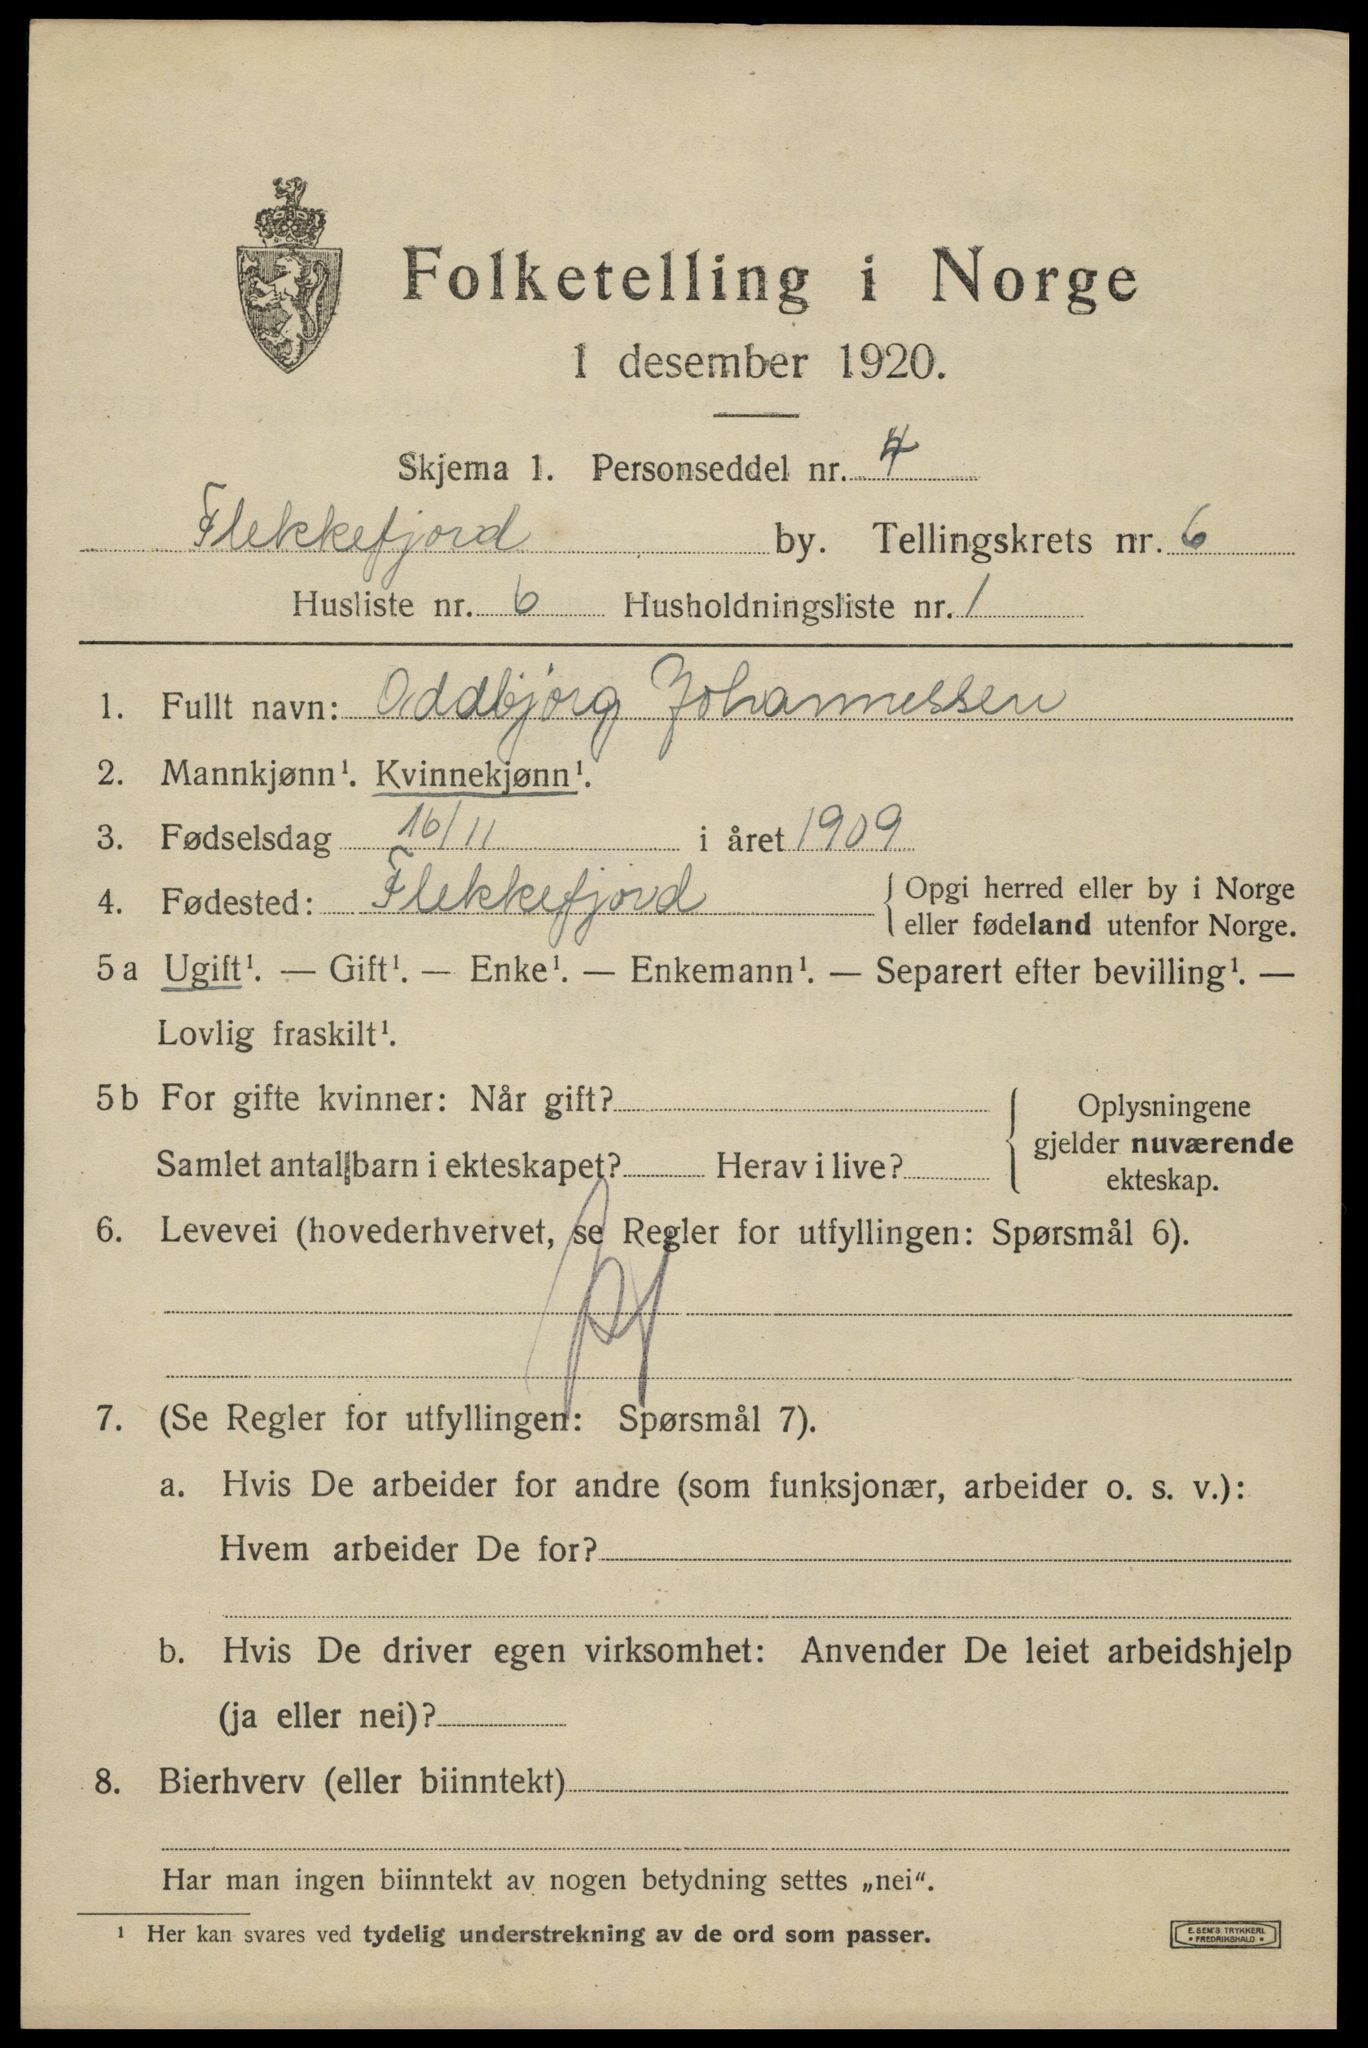 Folketelling i Norge
1 desember 1920.
Skjema 1. Personseddel nr. 4
Flekkefjord by. Tellingskrets nr. 6
Husliste nr. 6 Husholdningsliste nr. 1
1. Fullt navn: Oddbjörg Johannessen
2. Mannkjønn¹. Kvinnekjønn¹.
3. Fødselsdag 16/11 i året 1909
4. Fødested: Flekkefjord { Opgi herred eller by i Norge
eller fødeland utenfor Norge.
5 a Ugift¹. — Gift¹. — Enke¹. — Enkemann¹. — Separert efter bevilling¹. —
Lovlig fraskilt¹.
5 b For gifte kvinner: Når gift?
Samlet antall barn i ekteskapet? Herav i live?
Oplysningene
gjelder nuværende
ekteskap.
6. Levevei (hovederhvervet, se Regler for utfyllingen: Spørsmål 6).
7. (Se Regler for utfyllingen: Spørsmål 7).
a. Hvis De arbeider for andre (som funksjonær, arbeider o. s. v.):
Hvem arbeider De for?
b. Hvis De driver egen virksomhet: Anvender De leiet arbeidshjelp
(ja eller nei)?
8. Bierhverv (eller biinntekt)
Har man ingen biinntekt av nogen betydning settes „nei“.
¹ Her kan svares ved tydelig understrekning av de ord som passer.
E. SEM'S TRYKKERI
• FREDRIKSHALD •